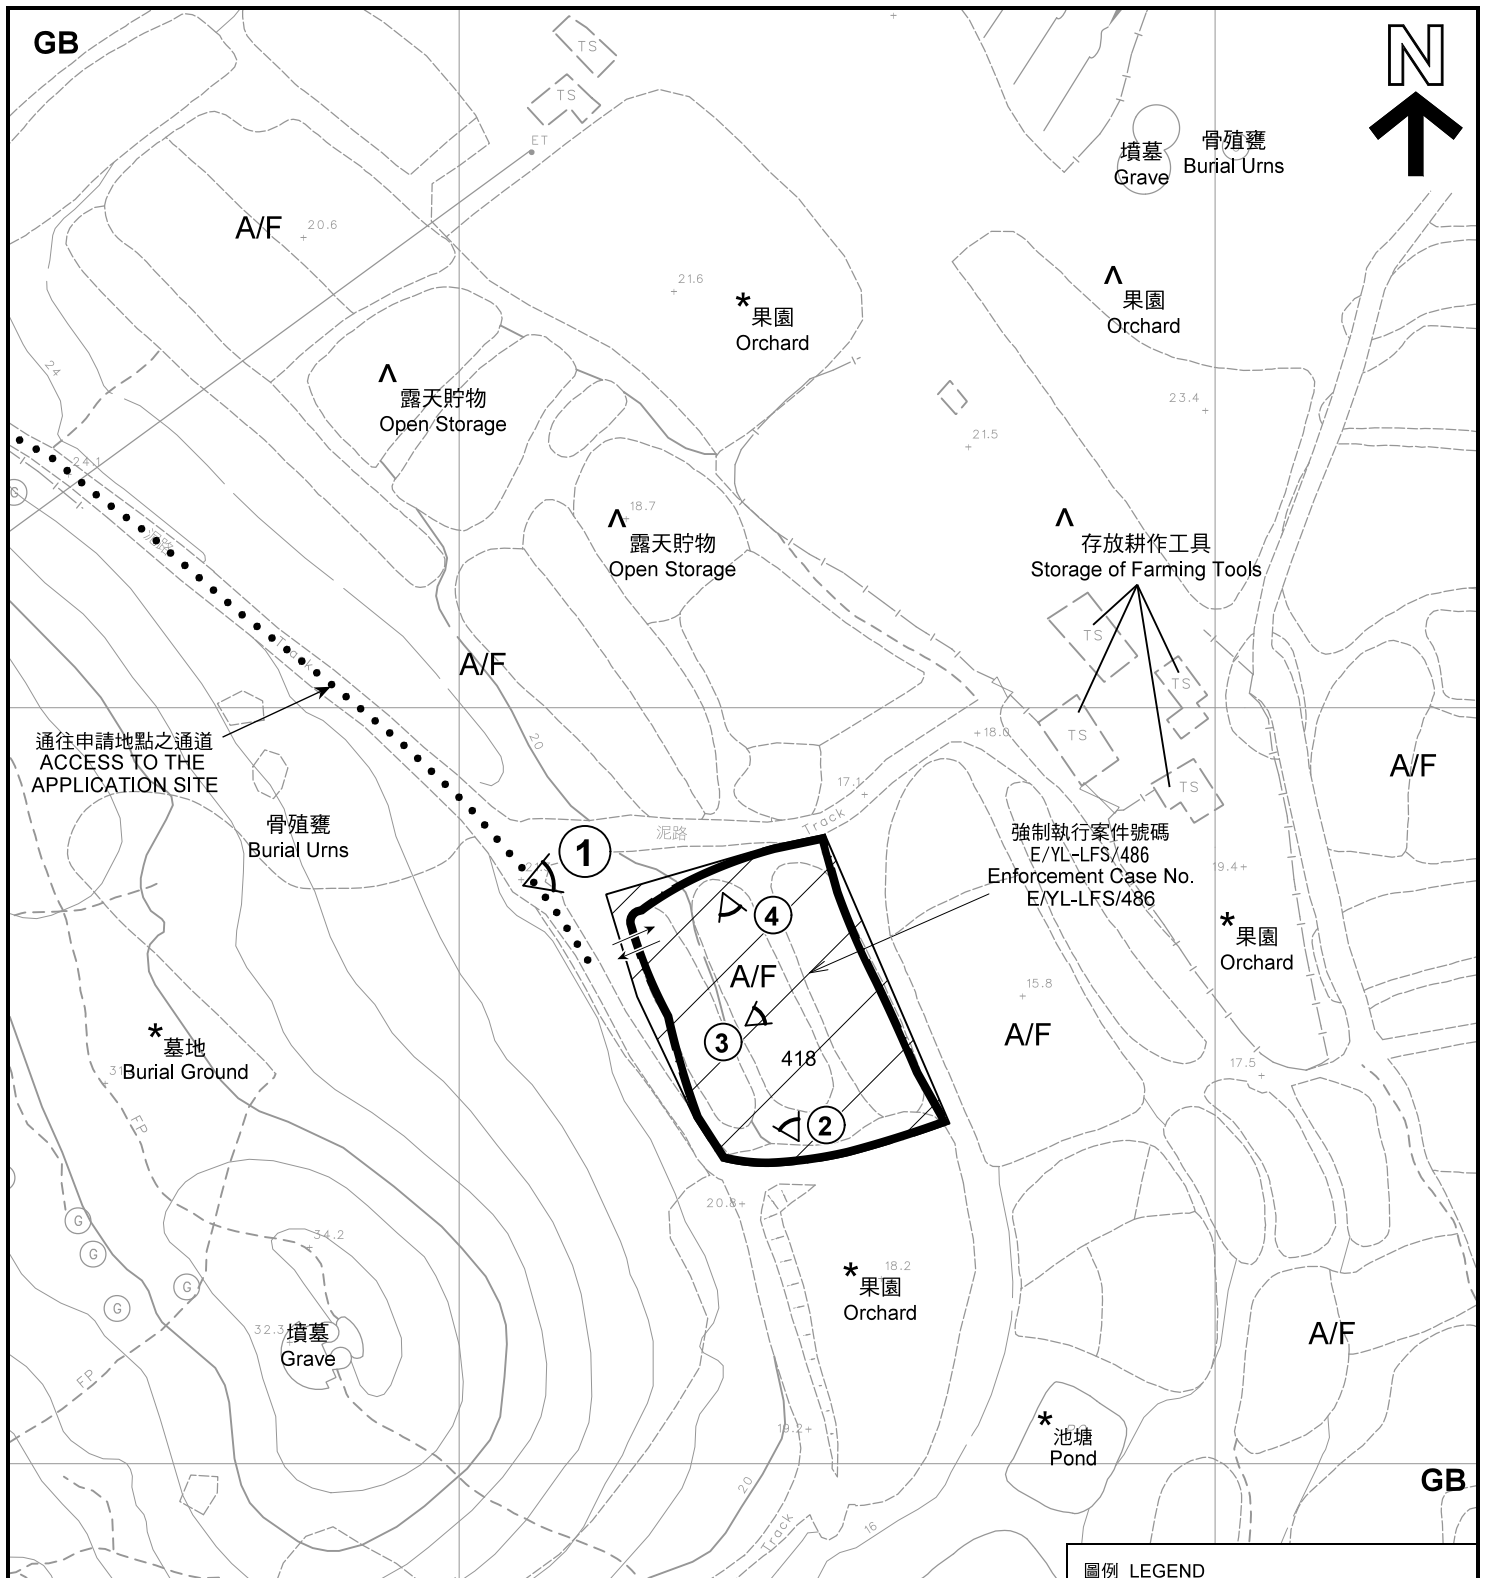 GB
N
TS
TS
ET
墳墓
Grave
骨殖甕
Burial Urns
A/F
20.6
21.6
*
果園
Orchard
^
果園
Orchard
24
^
露天貯物
Open Storage
23.4
21.5
24.1
G
^
18.7
露天貯物
Open Storage
^
存放耕作工具
Storage of Farming Tools
泥路
Track
TS
TS
TS
TS
A/F
通往申請地點之通道
ACCESS TO THE
APPLICATION SITE
20
18.0
17.1
A/F
骨殖甕
Burial Urns
泥路
Track
強制執行案件號碼
E/YL-LFS/486
Enforcement Case No.
E/YL-LFS/486
19.4
1
4
*
果園
Orchard
A/F
15.8
A/F
*
墓地
Burial Ground
3
418
17.5
FP
2
20.8
G
G
G
G
34.2
*
18.2
果園
Orchard
32.3
墳墓
Grave
A/F
FP
19.2
*
池塘
Pond
GB
20
Track
16
圖例 LEGEND